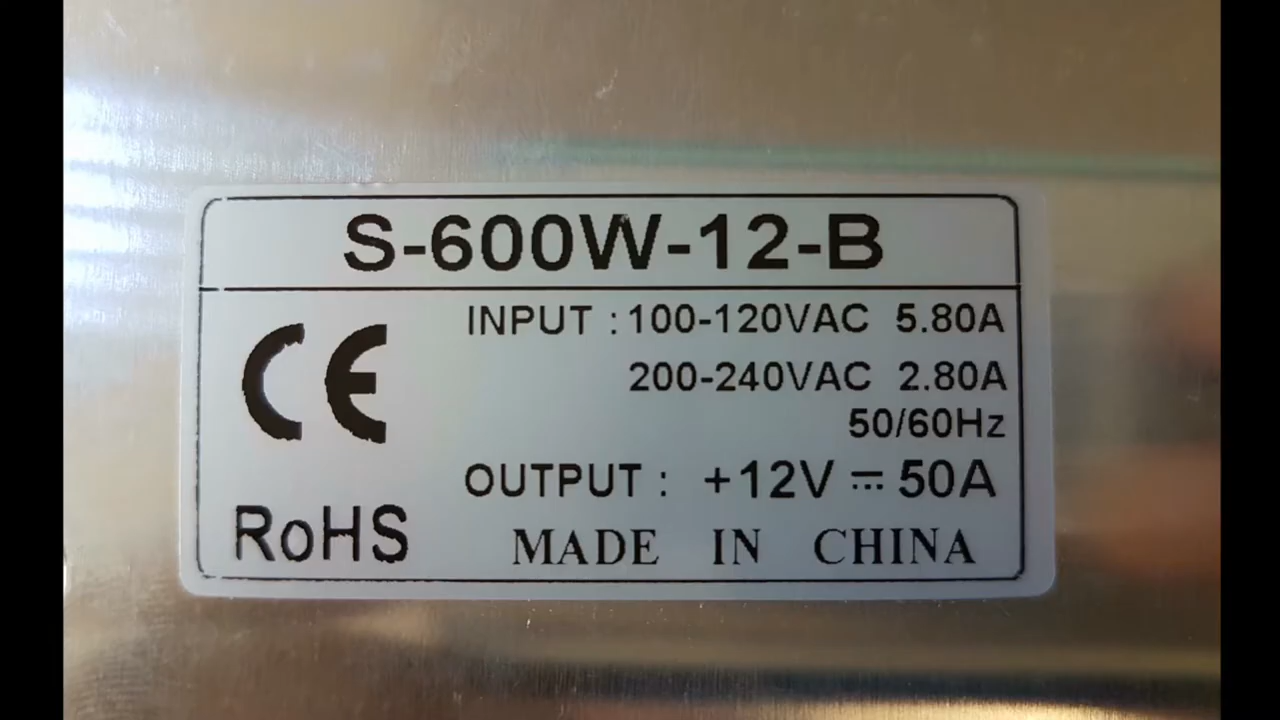 S-600W-12-B
INPUT : 100-120VAC 5.80A
200-240VAC 2.80A
50/60Hz
OUTPUT : +12V ⎓ 50A
MADE IN CHINA
CE
RoHS